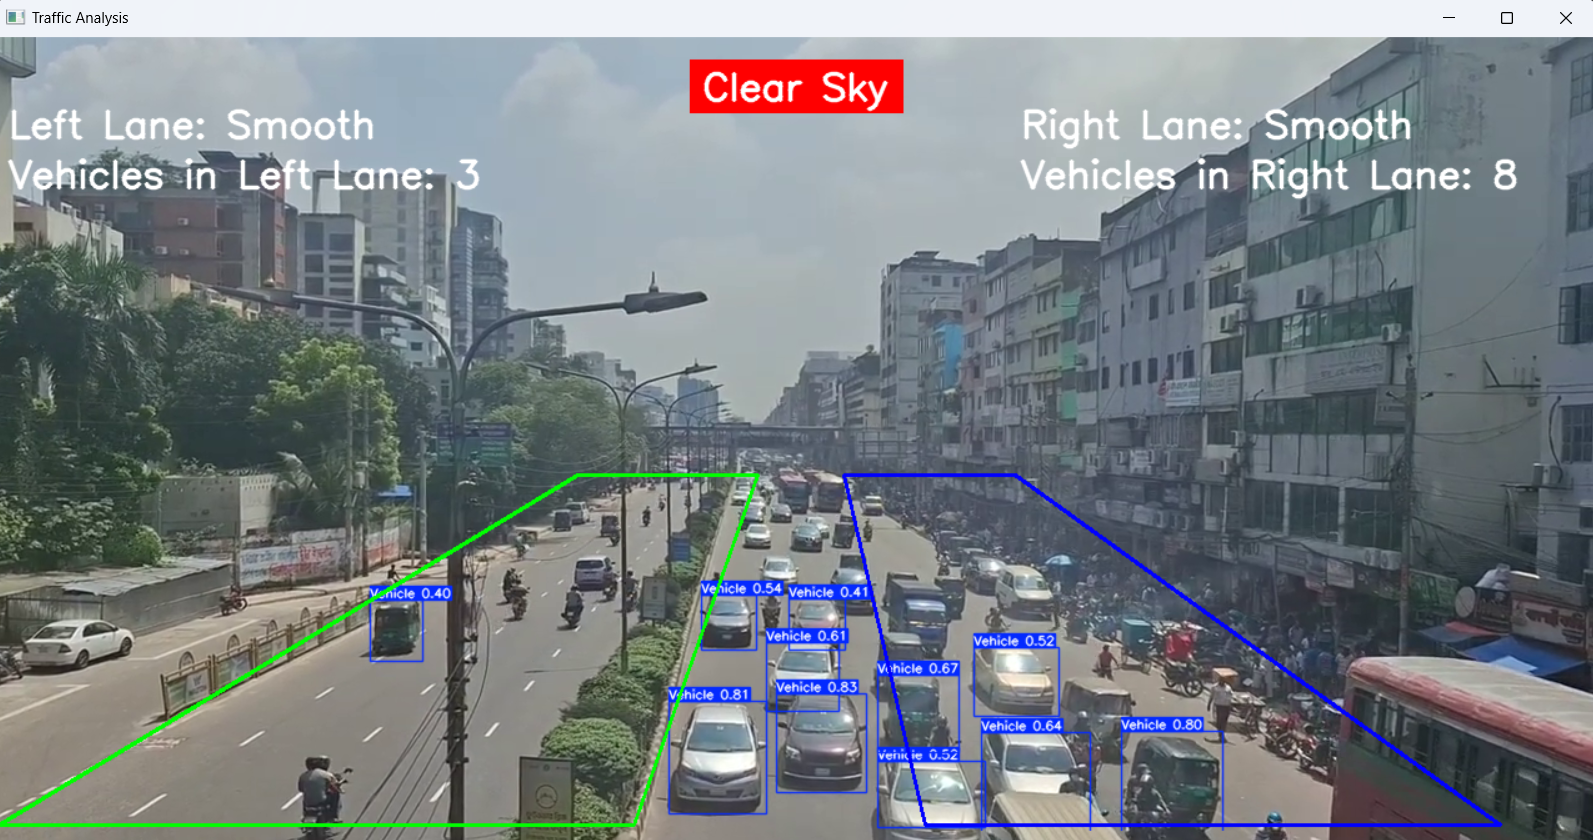 Traffic Analysis
Clear Sky
Left Lane: Smooth
Vehicles in Left Lane: 3
Right Lane: Smooth
Vehicles in Right Lane: 8
Vehicle 0.40
Vehicle 0.54
Vehicle 0.41
Vehicle 0.61
Vehicle 0.52
Vehicle 0.67
Vehicle 0.81
Vehicle 0.83
Vehicle 0.64
Vehicle 0.80
Vehicle 0.52